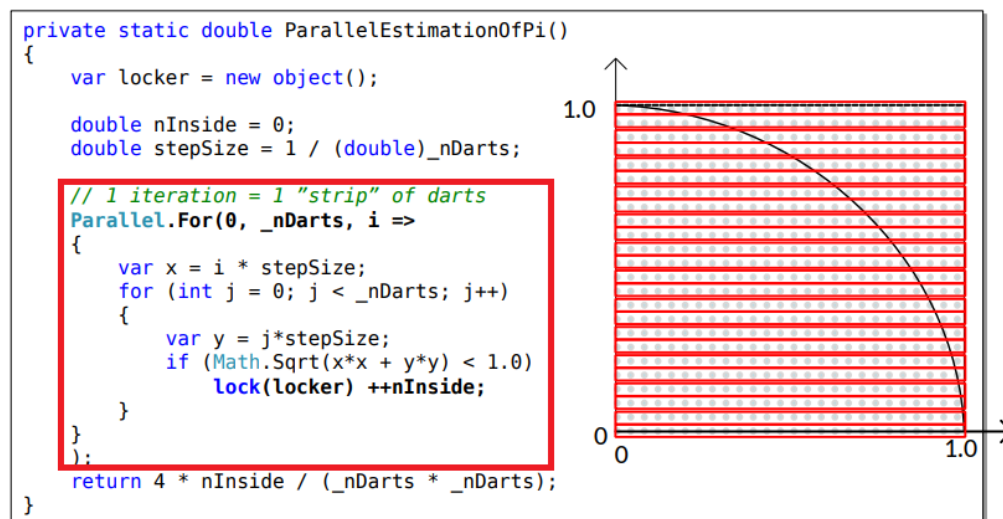 private static double ParallelEstimationOfPi()
{
    var locker = new object();
    double nInside = 0;
    double stepSize = 1 / (double)_nDarts;
    // 1 iteration = 1 ”strip” of darts
    Parallel.For(0, _nDarts, i =>
    {
        var x = i * stepSize;
        for (int j = 0; j < _nDarts; j++)
        {
            var y = j*stepSize;
            if (Math.Sqrt(x*x + y*y) < 1.0)
                lock(locker) ++nInside;
        }
    }
    );
    return 4 * nInside / (_nDarts * _nDarts);
}
1.0
0
0
1.0